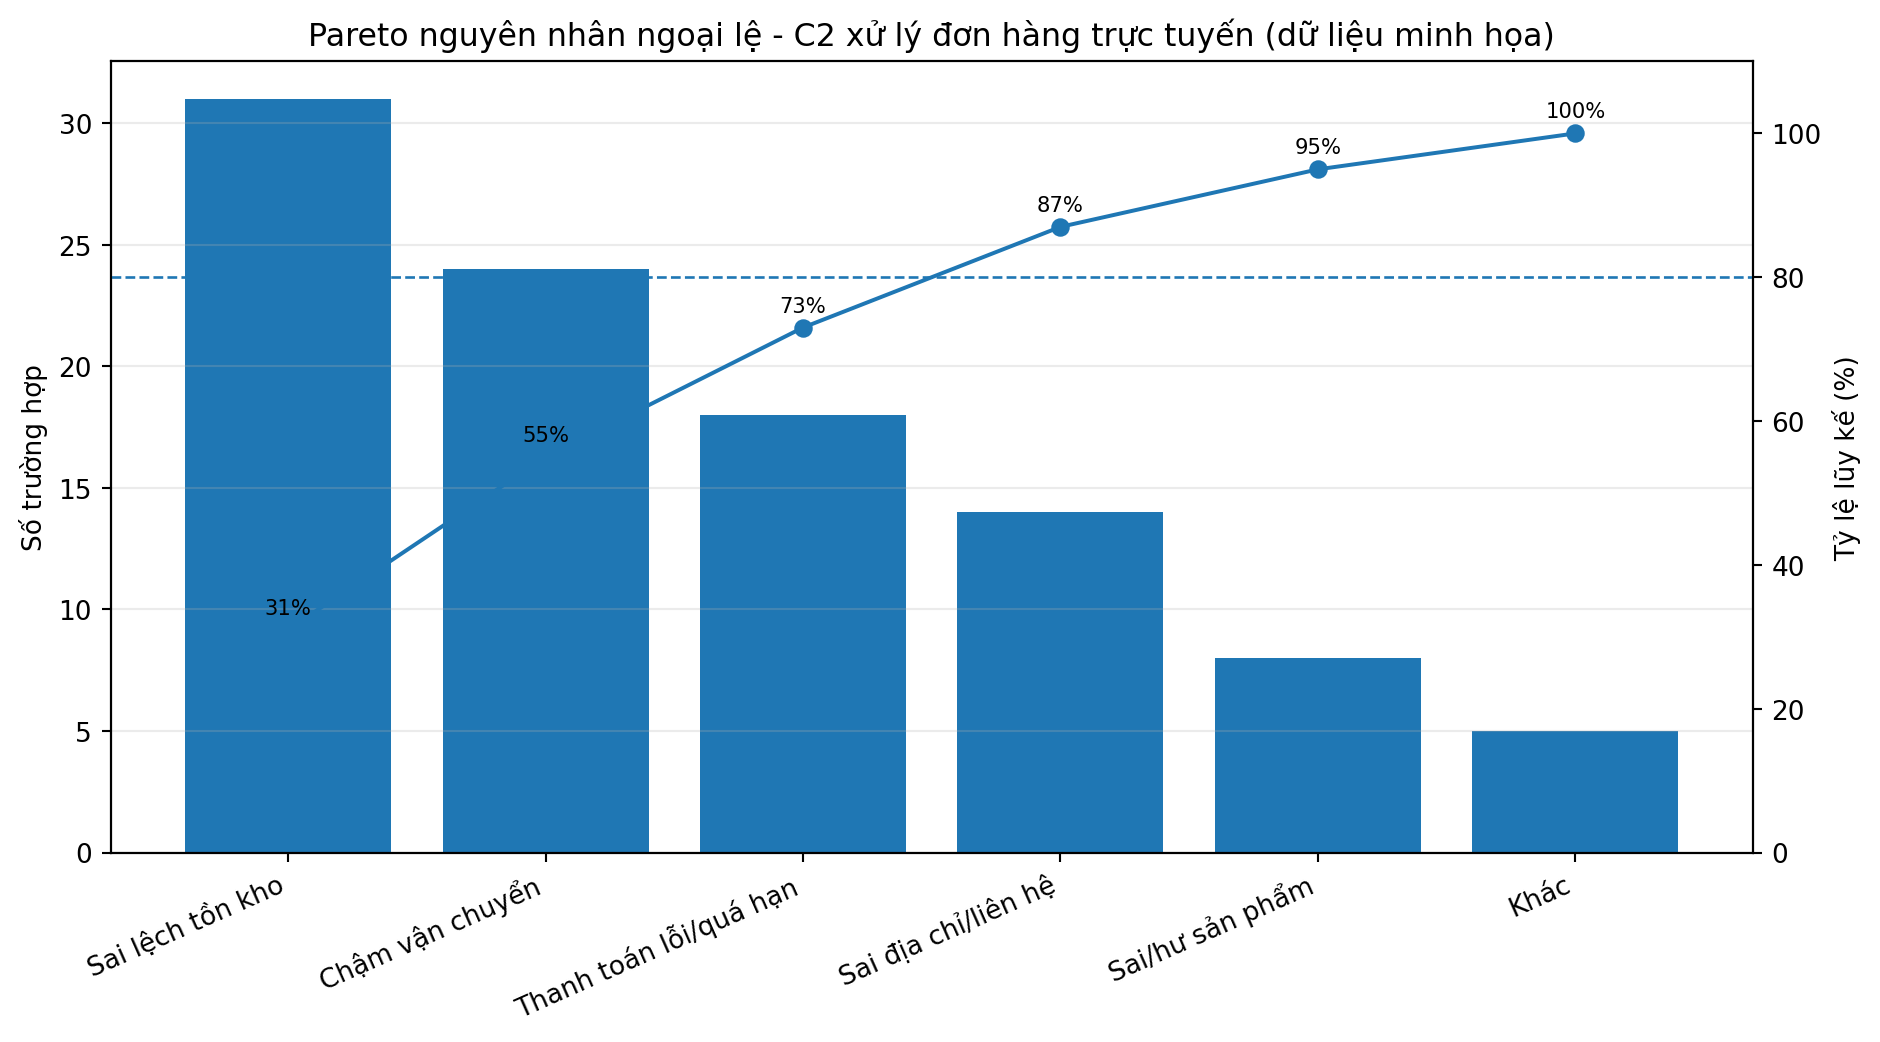 Pareto nguyên nhân ngoại lệ - C2 xử lý đơn hàng trực tuyến (dữ liệu minh họa)
Số trường hợp
30
25
20
15
10
5
0
31%
55%
73%
87%
95%
100%
100
80
60
40
20
0
Tỷ lệ lũy kế (%)
Sai lệch tồn kho
Chậm vận chuyển
Thanh toán lỗi/quá hạn
Sai địa chỉ/liên hệ
Sai/hư sản phẩm
Khác